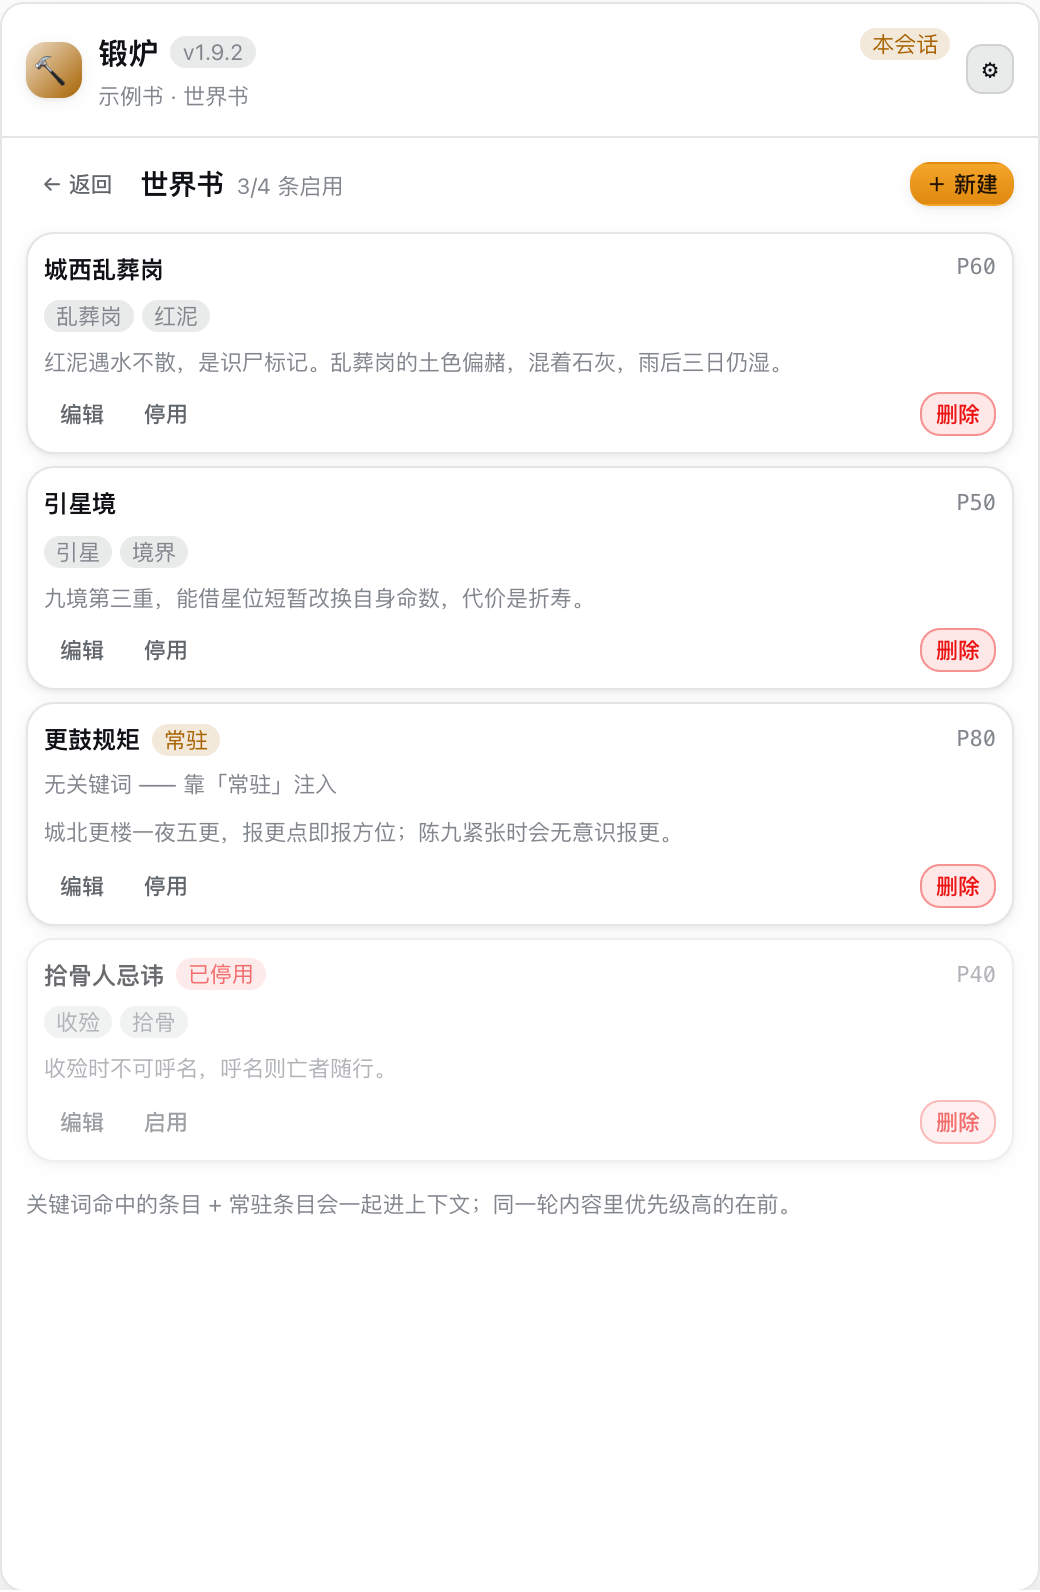 锻炉 v1.9.2
本会话
示例书 · 世界书
← 返回 世界书 3/4 条启用
+ 新建
城西乱葬岗 P60
乱葬岗 红泥
红泥遇水不散，是识尸标记。乱葬岗的土色偏赭，混着石灰，雨后三日仍湿。
编辑 停用 删除
引星境 P50
引星 境界
九境第三重，能借星位短暂改换自身命数，代价是折寿。
编辑 停用 删除
更鼓规矩 常驻 P80
无关键词 —— 靠「常驻」注入
城北更楼一夜五更，报更点即报方位；陈九紧张时会无意识报更。
编辑 停用 删除
拾骨人忌讳 已停用 P40
收殓 拾骨
收殓时不可呼名，呼名则亡者随行。
编辑 启用 删除
关键词命中的条目 + 常驻条目会一起进上下文；同一轮内容里优先级高的在前。